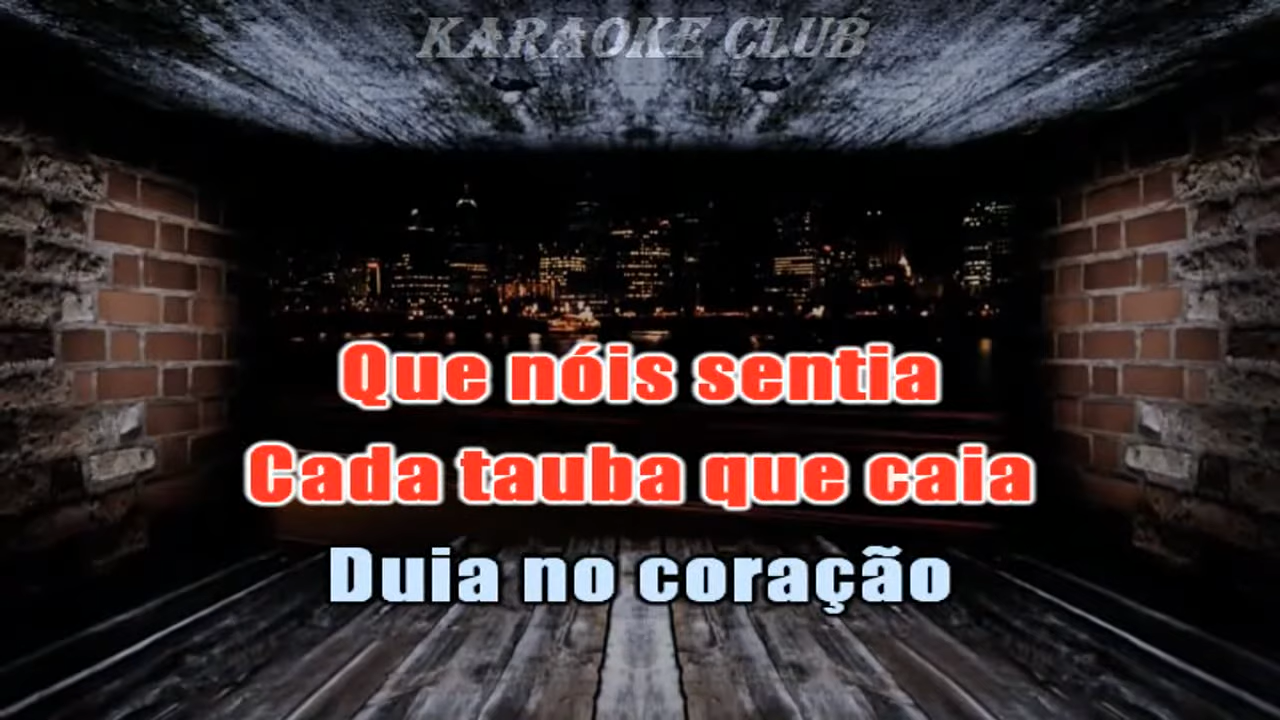 KARAOKE CLUB
Que nóis sentia
Cada tauba que caia
Duia no coração